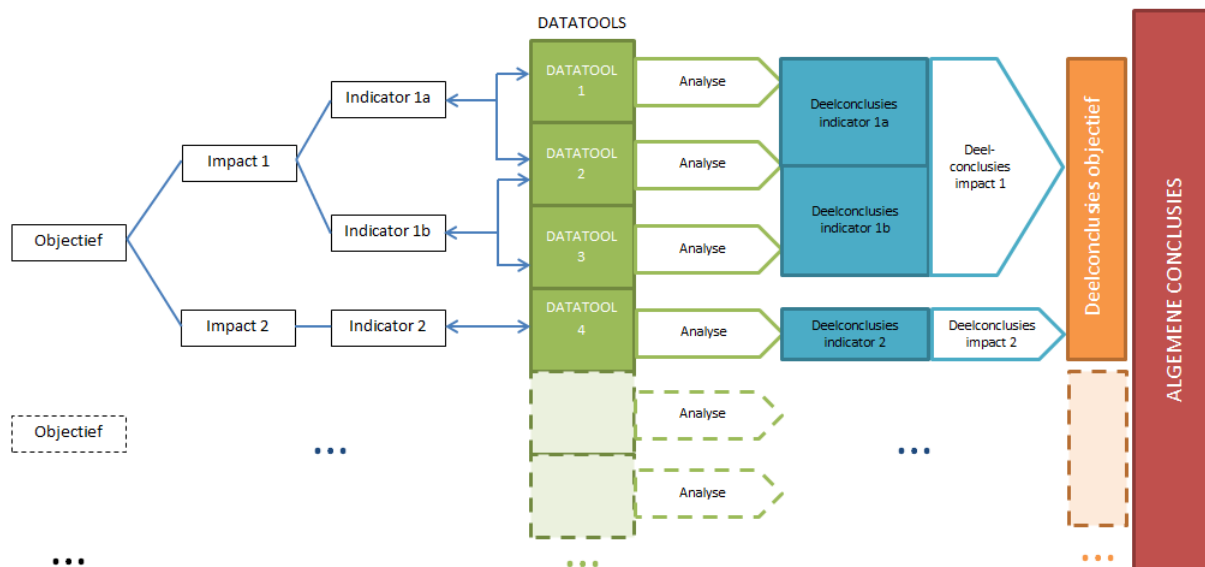 DATATOOLS
Objectief
Impact 1
Impact 2
Indicator 1a
Indicator 1b
Indicator 2
DATATOOL
1
DATATOOL
2
DATATOOL
3
DATATOOL
4
Analyse
Analyse
Analyse
Analyse
Analyse
Analyse
Deelconclusies
indicator 1a
Deelconclusies
indicator 1b
Deelconclusies
indicator 2
Deel-
conclusies
impact 1
Deelconclusies
impact 2
Deelconclusies objectief
ALGEMENE CONCLUSIES
Objectief
...
...
...
...
...